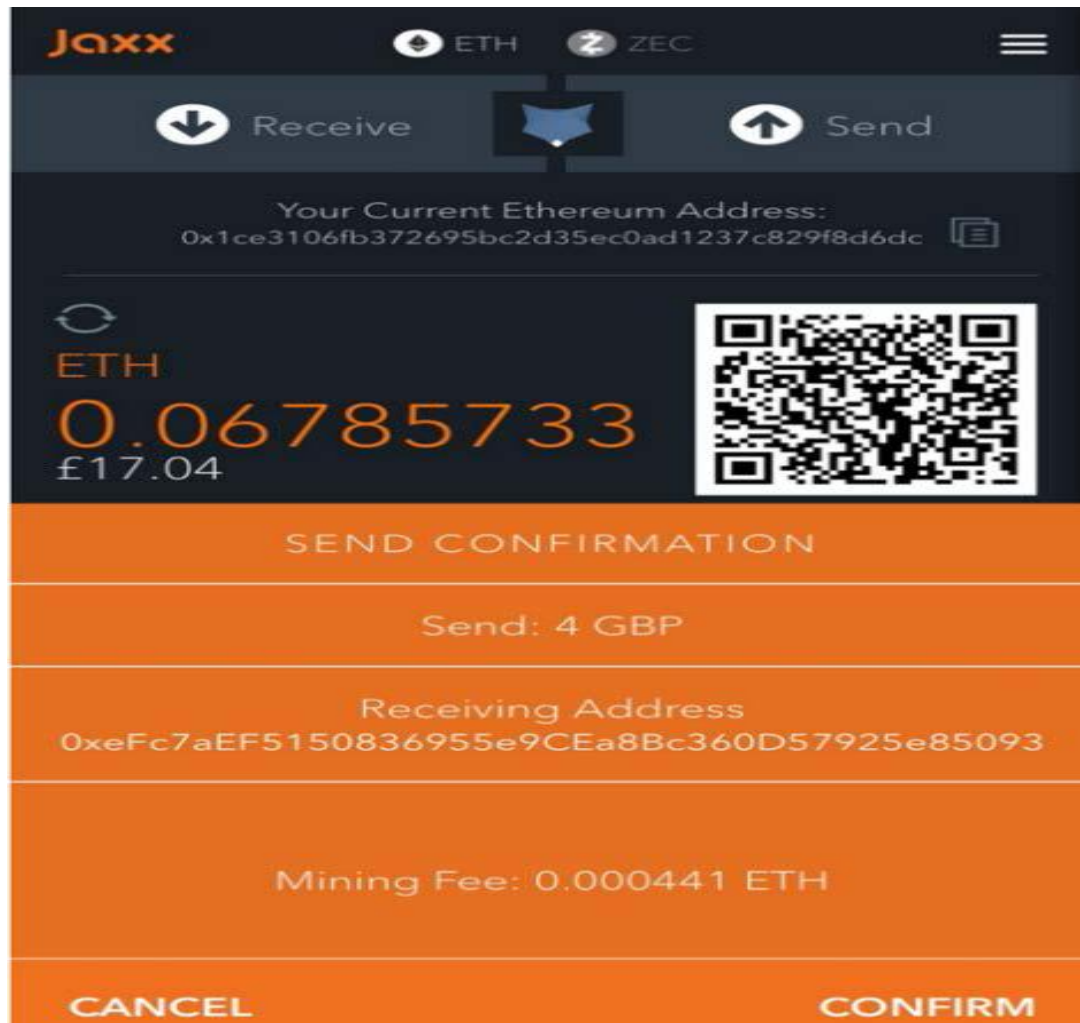 Jaxx ETH ZEC
Receive Send
Your Current Ethereum Address:
0x1ce3106fb372695bc2d35ec0ad1237c829f8d6dc
ETH
0.06785733
£17.04
SEND CONFIRMATION
Send: 4 GBP
Receiving Address
0xeFc7aEF5150836955e9CEa8Bc360D57925e85093
Mining Fee: 0.000441 ETH
CANCEL CONFIRM